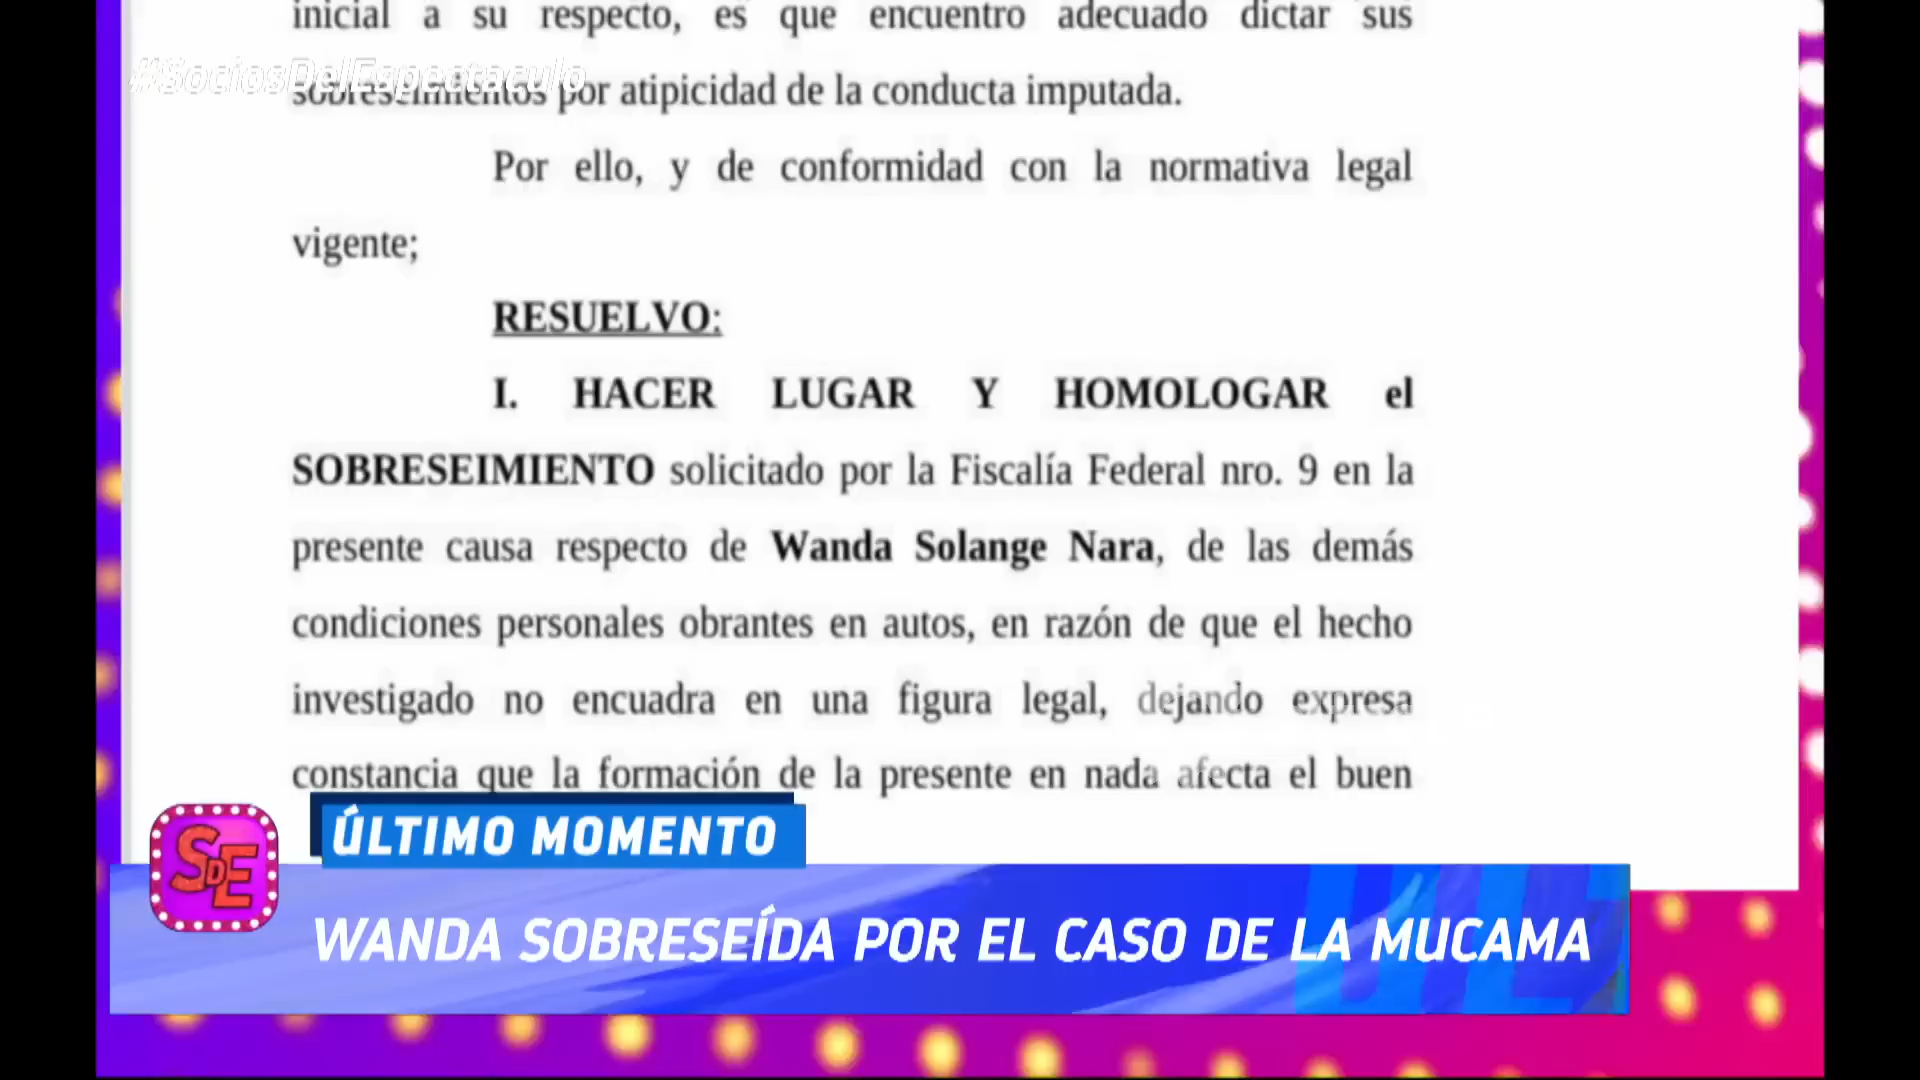 inicial a su respecto, es que encuentro adecuado dictar sus
#SociosDelEspectaculo
sobreseimientos por atipicidad de la conducta imputada.
Por ello, y de conformidad con la normativa legal
vigente;
RESUELVO:
I. HACER LUGAR Y HOMOLOGAR el
SOBRESEIMIENTO solicitado por la Fiscalía Federal nro. 9 en la
presente causa respecto de Wanda Solange Nara, de las demás
condiciones personales obrantes en autos, en razón de que el hecho
investigado no encuadra en una figura legal, dejando expresa
constancia que la formación de la presente en nada afecta el buen
ÚLTIMO MOMENTO
SDE
WANDA SOBRESEÍDA POR EL CASO DE LA MUCAMA